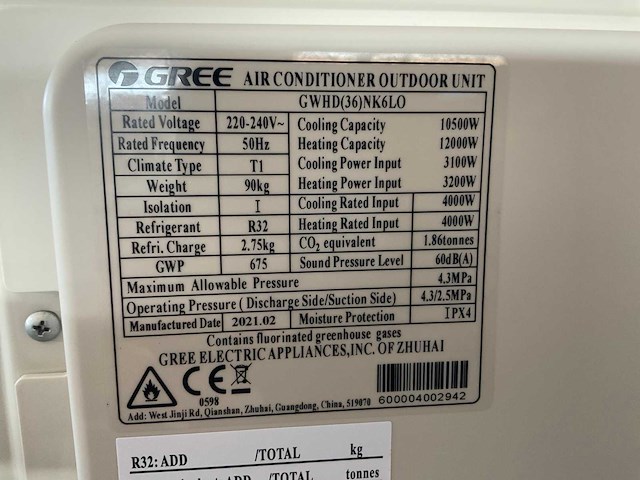 GREE AIR CONDITIONER OUTDOOR UNIT
Model GWHD(36)NK6LO
Rated Voltage 220-240V~ Cooling Capacity 10500W
Rated Frequency 50Hz Heating Capacity 12000W
Climate Type T1 Cooling Power Input 3100W
Weight 90kg Heating Power Input 3200W
Isolation I Cooling Rated Input 4000W
Refrigerant R32 Heating Rated Input 4000W
Refri. Charge 2.75kg CO2 equivalent 1.86tonnes
GWP 675 Sound Pressure Level 60dB(A)
Maximum Allowable Pressure 4.3MPa
Operating Pressure ( Discharge Side/Suction Side) 4.3/2.5MPa
Manufactured Date 2021.02 Moisture Protection IPX4
Contains fluorinated greenhouse gases
GREE ELECTRIC APPLIANCES,INC. OF ZHUHAI
CE
0598
600004002942
Add: West Jinji Rd, Qianshan, Zhuhai, Guangdong, China, 519070
R32: ADD /TOTAL kg
ADD /TOTAL tonnes